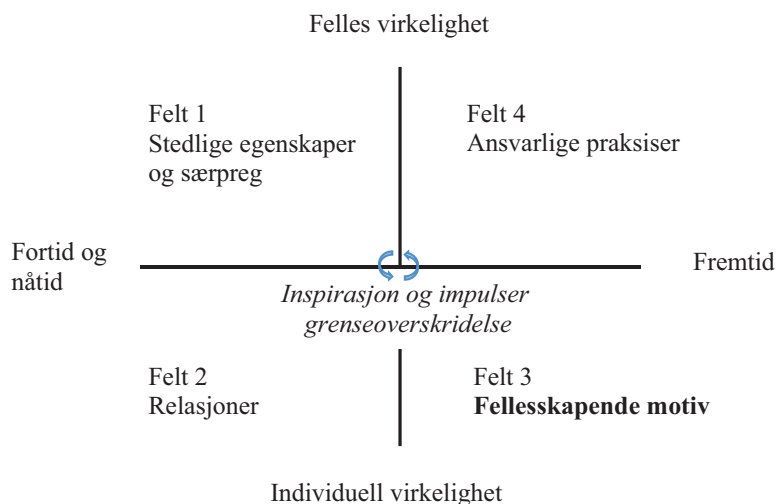 Felles virkelighet
Felt 1
Stedlige egenskaper
og særpreg
Felt 4
Ansvarlige praksiser
Fortid og
nåtid
Fremtid
Inspirasjon og impulser
grenseoverskridelse
Felt 2
Relasjoner
Felt 3
Fellesskapende motiv
Individuell virkelighet